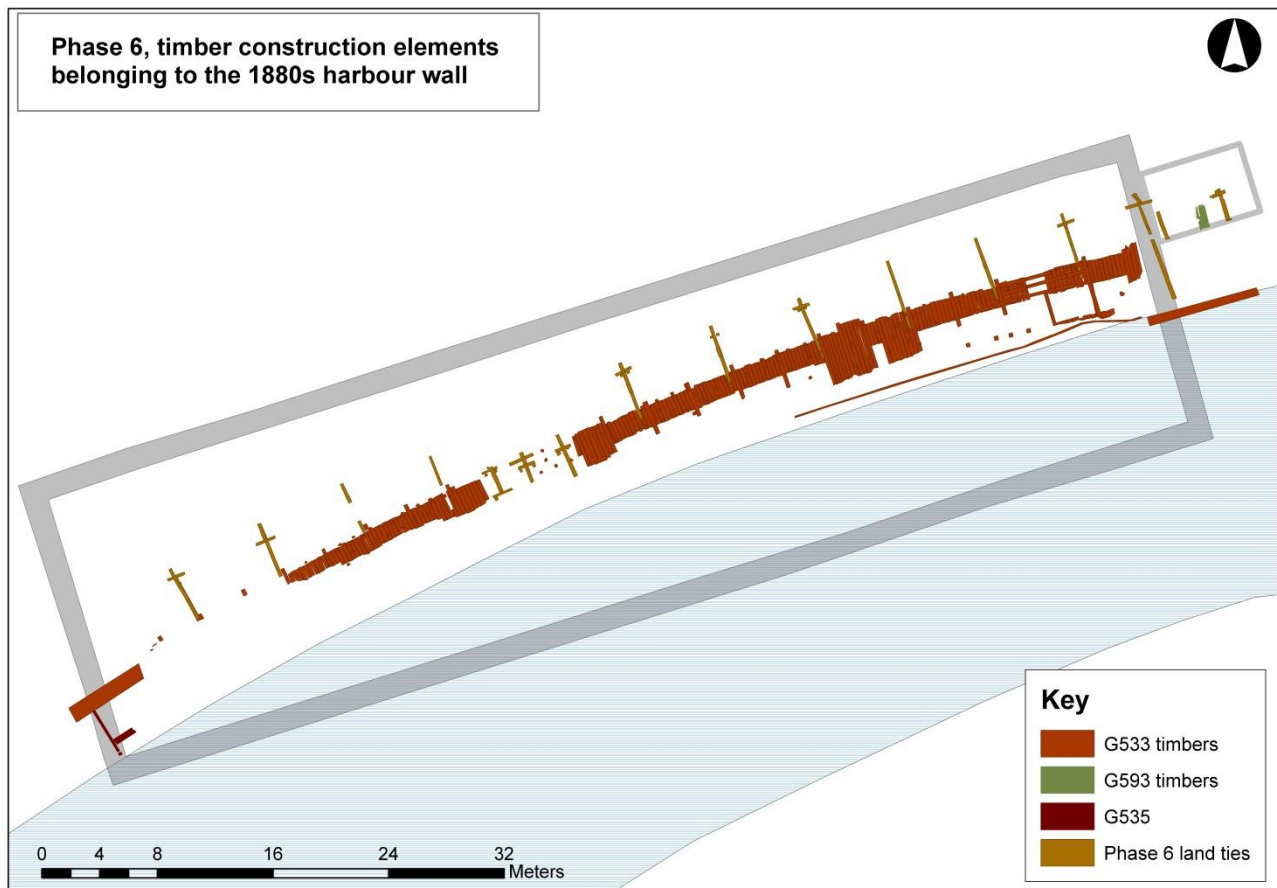 Phase 6, timber construction elements
belonging to the 1880s harbour wall
Key
G533 timbers
G593 timbers
G535
Phase 6 land ties
0 4 8 16 24 32
Meters